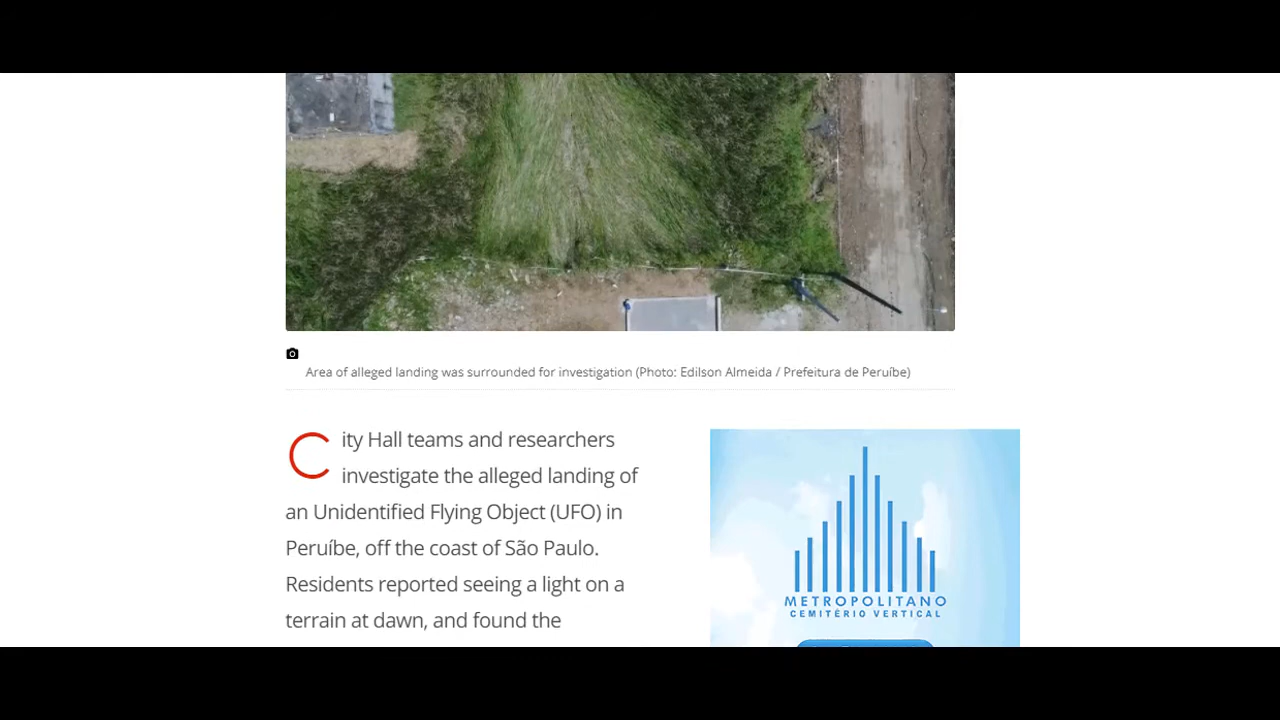 Area of alleged landing was surrounded for investigation (Photo: Edilson Almeida / Prefeitura de Peruíbe)
City Hall teams and researchers
investigate the alleged landing of
an Unidentified Flying Object (UFO) in
Peruíbe, off the coast of São Paulo.
Residents reported seeing a light on a
terrain at dawn, and found the
METROPOLITANO
CEMITÉRIO VERTICAL